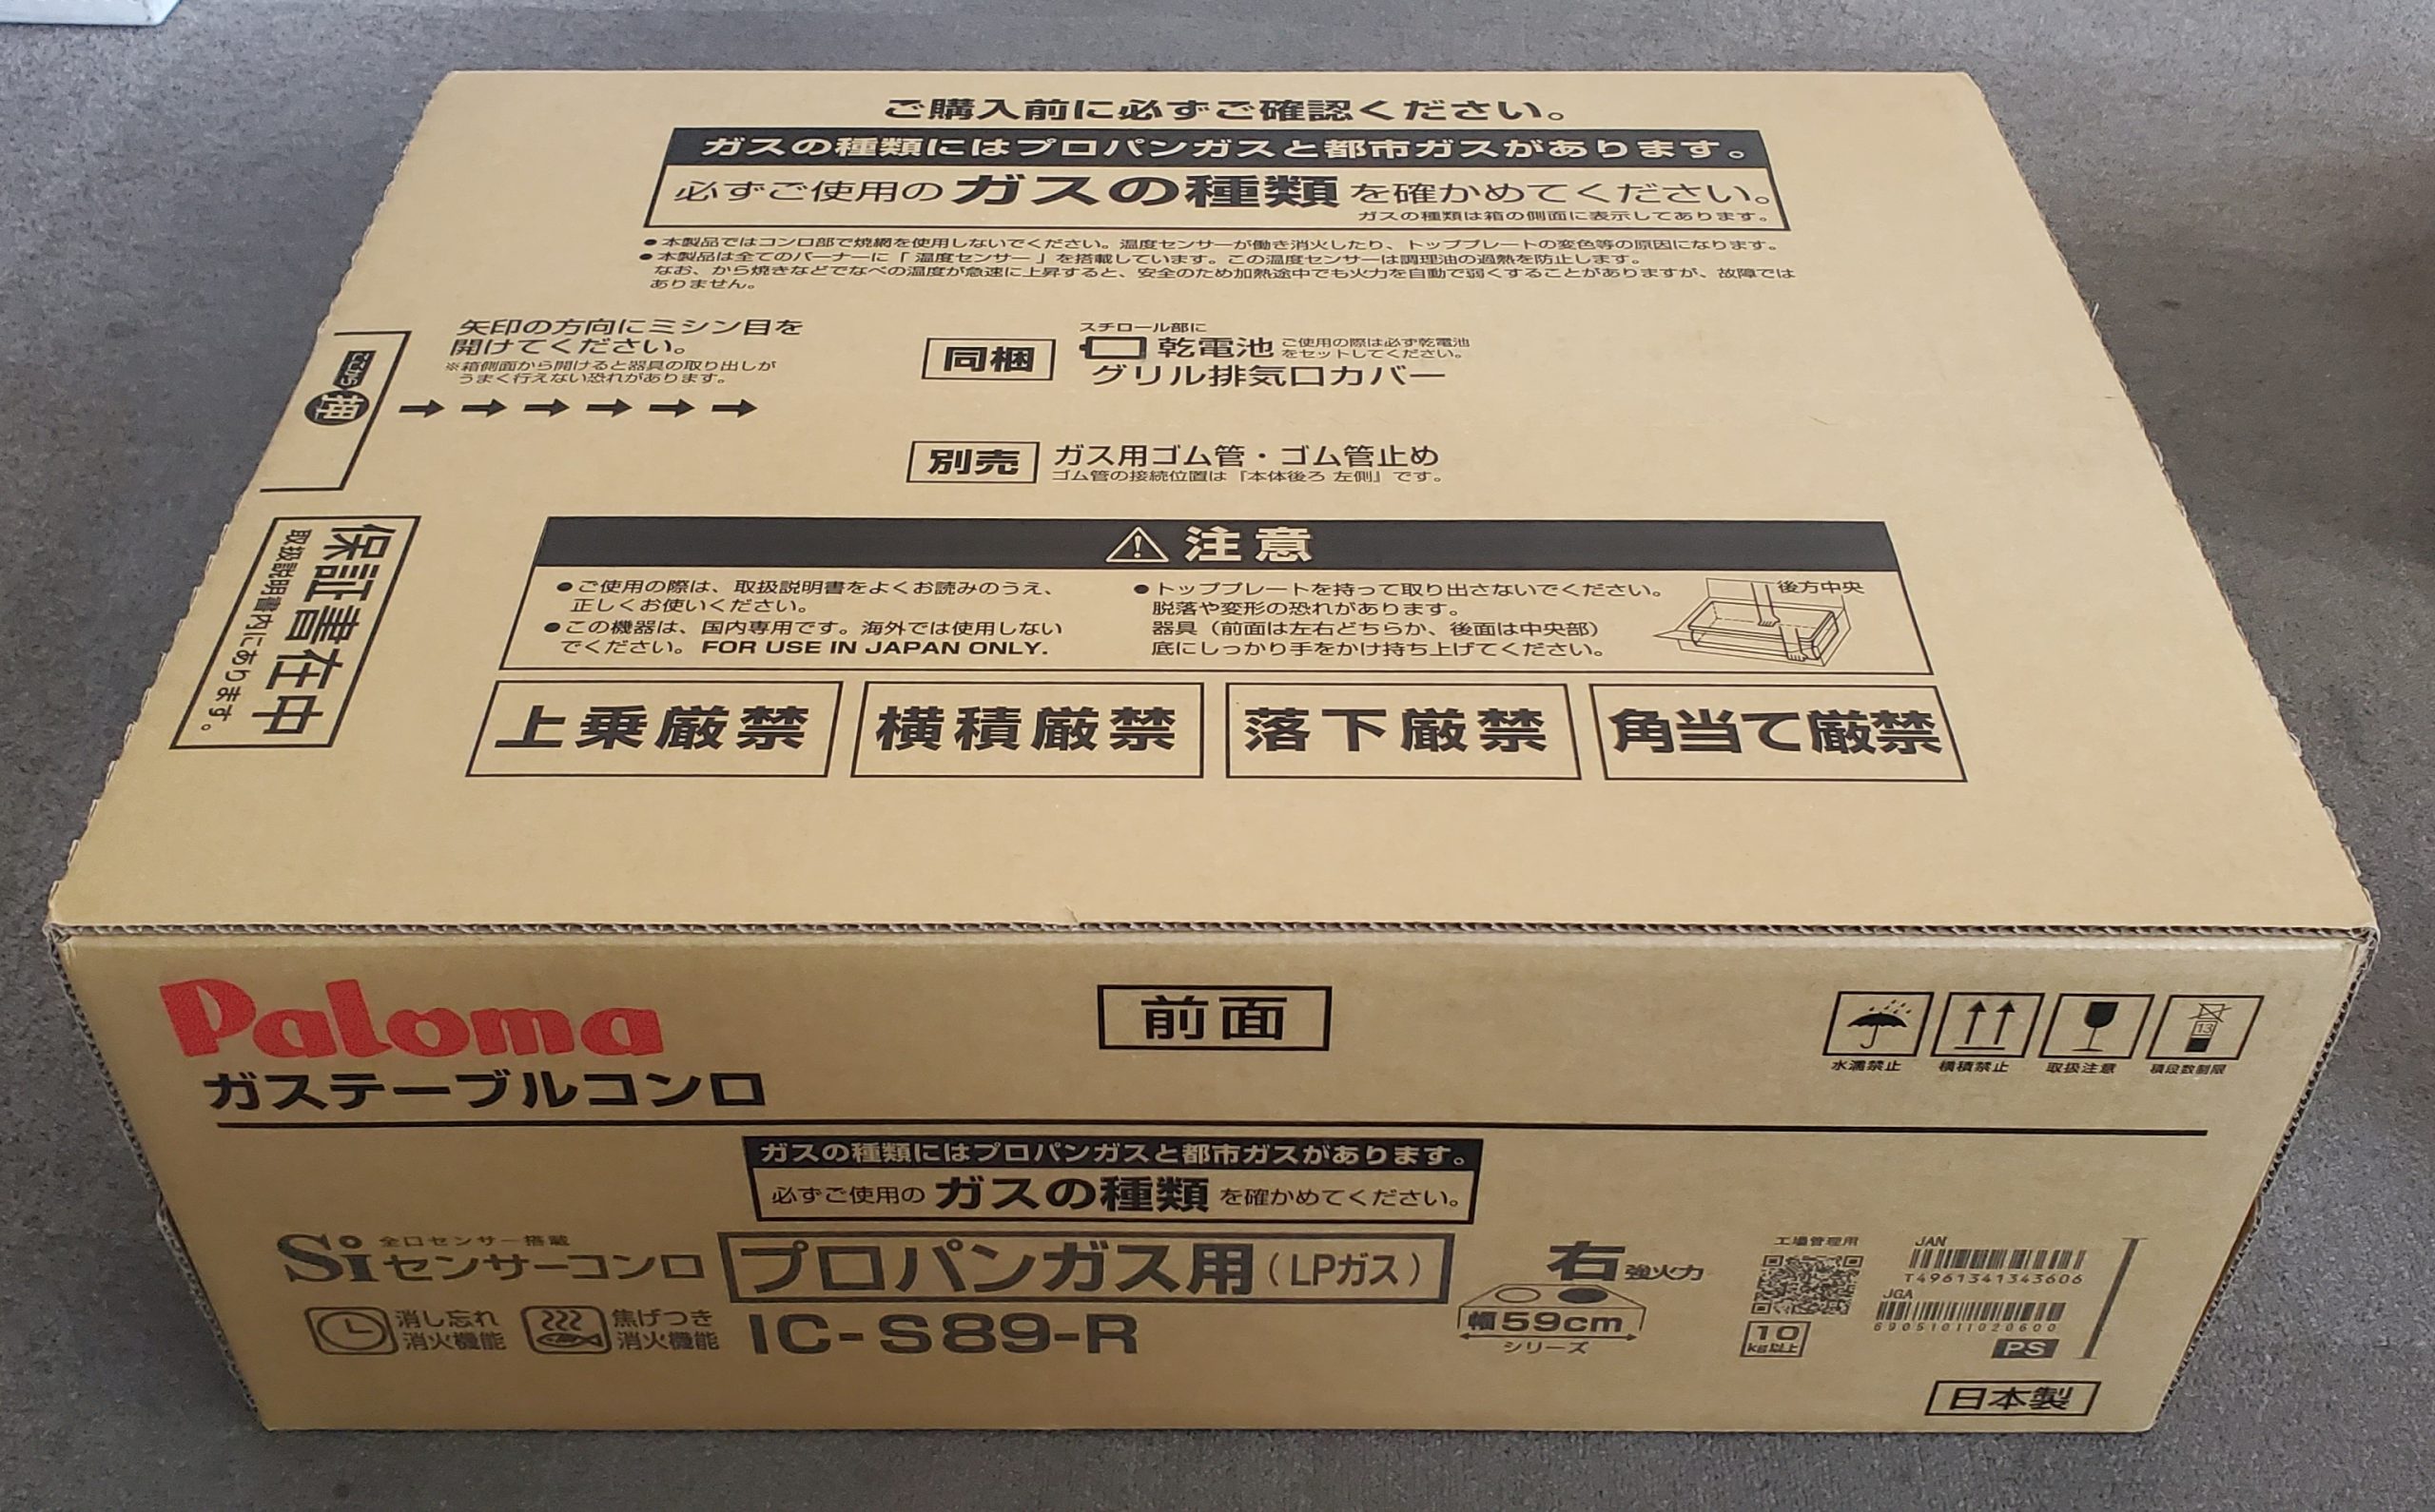 ご購入前に必ずご確認ください。
ガスの種類にはプロパンガスと都市ガスがあります。
必ずご使用のガスの種類を確かめてください。
ガスの種類は箱の側面に表示してあります。
●本製品ではコンロ部で焼網を使用しないでください。温度センサーが働き消火したり、トッププレートの変色等の原因になります。
●本製品は全てのバーナーに「温度センサー」を搭載しています。この温度センサーは調理油の過熱を防止します。
なお、から焼きなどでなべの温度が急速に上昇すると、安全のため加熱途中でも火力を自動で弱くすることがありますが、故障では
ありません。
矢印の方向にミシン目を
開けてください。
※箱側面から開けると器具の取り出しが
うまく行えない恐れがあります。
押
同梱
スチロール部に
乾電池
ご使用の際は必ず乾電池
をセットしてください。
グリル排気口カバー
別売
ガス用ゴム管・ゴム管止め
ゴム管の接続位置は『本体後ろ 左側』です。
保証書在中
取扱説明書内にあります。
注意
●ご使用の際は、取扱説明書をよくお読みのうえ、
正しくお使いください。
●この機器は、国内専用です。海外では使用しない
でください。FOR USE IN JAPAN ONLY.
●トッププレートを持って取り出さないでください。
脱落や変形の恐れがあります。
器具（前面は左右どちらか、後面は中央部）
底にしっかり手をかけ持ち上げてください。
後方中央
上乗厳禁
横積厳禁
落下厳禁
角当て厳禁
Paloma
ガステーブルコンロ
前面
水濡禁止
横積禁止
取扱注意
13
積段数制限
ガスの種類にはプロパンガスと都市ガスがあります。
必ずご使用のガスの種類を確かめてください。
全口センサー搭載
Siセンサーコンロ
消し忘れ
消火機能
焦げつき
消火機能
プロパンガス用（LPガス）
IC-S89-R
右強火力
幅59cm
シリーズ
工場管理用
10
kg以上
JAN
T4961341343606
JGA
69051011020600
PS
日本製